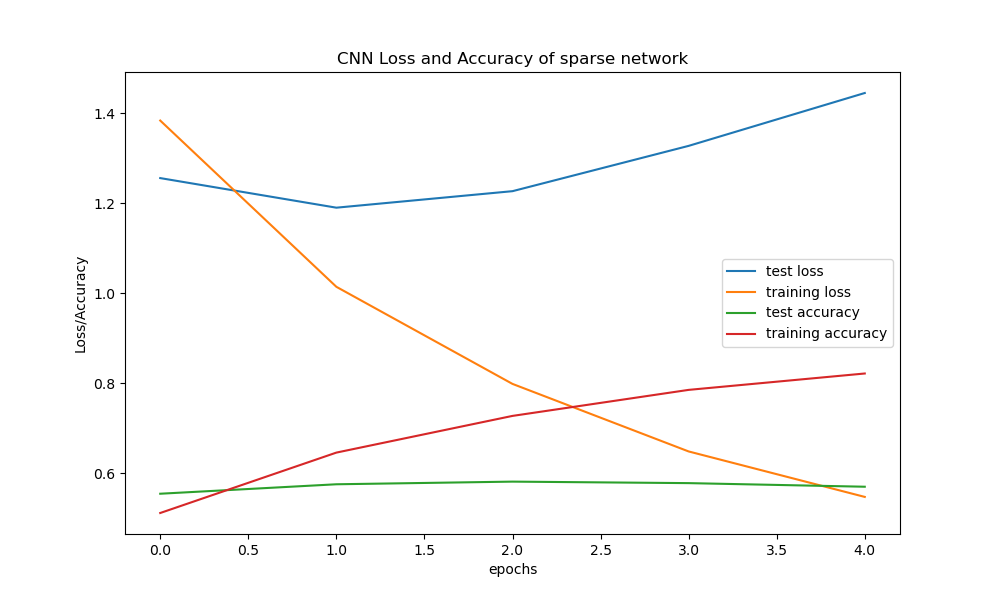 CNN Loss and Accuracy of sparse network
1.4
1.2
1.0
0.8
0.6
Loss/Accuracy
test loss
training loss
test accuracy
training accuracy
0.0 0.5 1.0 1.5 2.0 2.5 3.0 3.5 4.0
epochs